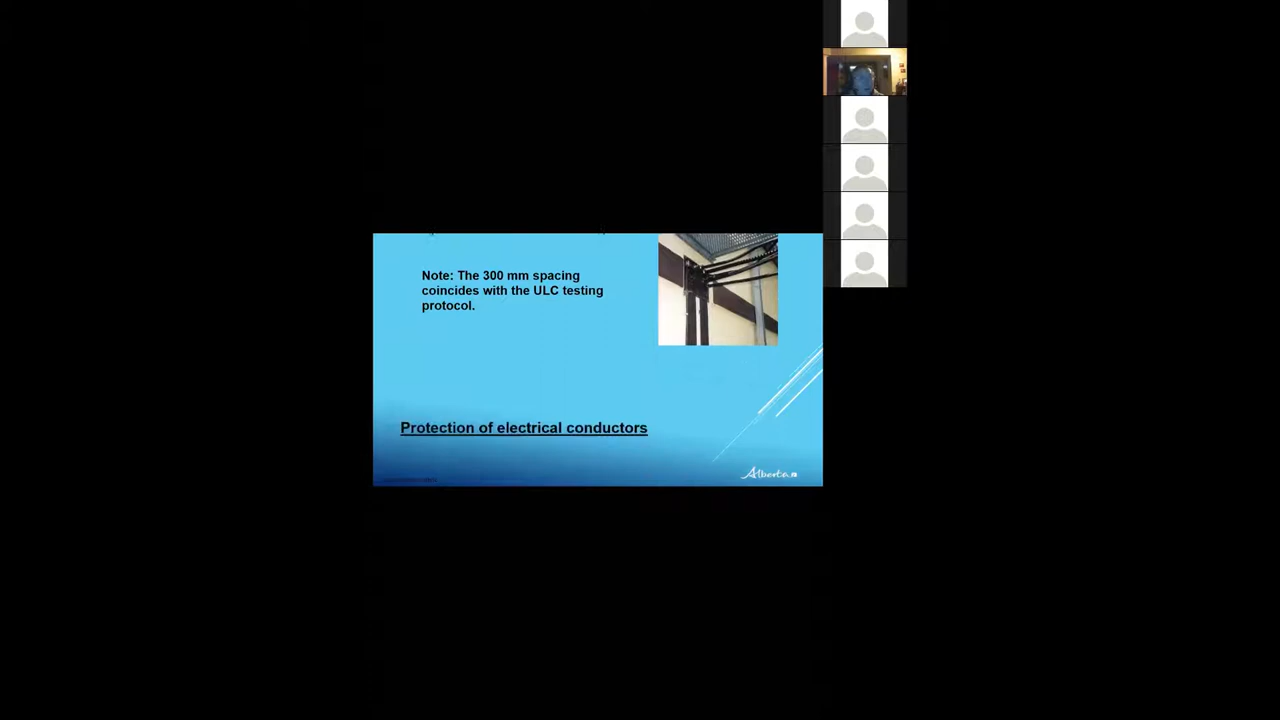 Note: The 300 mm spacing
coincides with the ULC testing
protocol.
Protection of electrical conductors
Alberta